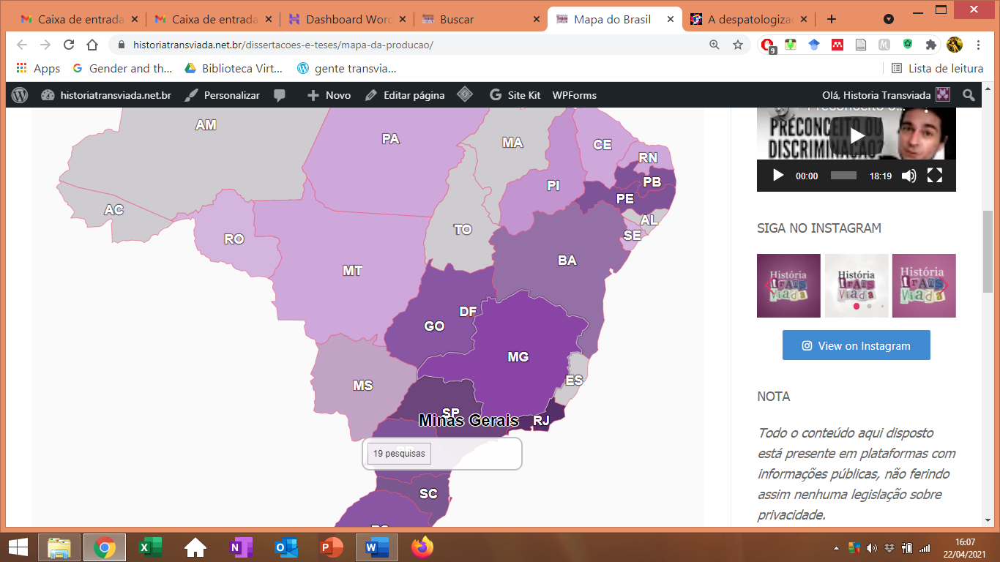 Caixa de entrada
Caixa de entrada
Dashboard Word
Buscar
Mapa do Brasil
A despatologizaç
historiatransviada.net.br/dissertacoes-e-teses/mapa-da-producao/
9
Apps
Gender and th...
Biblioteca Virt...
gente transvia...
Lista de leitura
historiatransviada.net.br
Personalizar
Novo
Editar página
Site Kit
WPForms
Olá, Historia Transviada
AM
PA
MA
CE
RN
PI
PB
PE
AC
AL
TO
SE
RO
BA
MT
DF
GO
MG
MS
ES
SP
RJ
Minas Gerais
19 pesquisas
SC
PRECONCEITO OU
DISCRIMINAÇÃO?
00:00
18:19
SIGA NO INSTAGRAM
História
trAns
Viada
História
trAns
Viada
História
trAns
Viada
View on Instagram
NOTA
Todo o conteúdo aqui disposto
está presente em plataformas com
informações públicas, não ferindo
assim nenhuma legislação sobre
privacidade.
16:07
22/04/2021